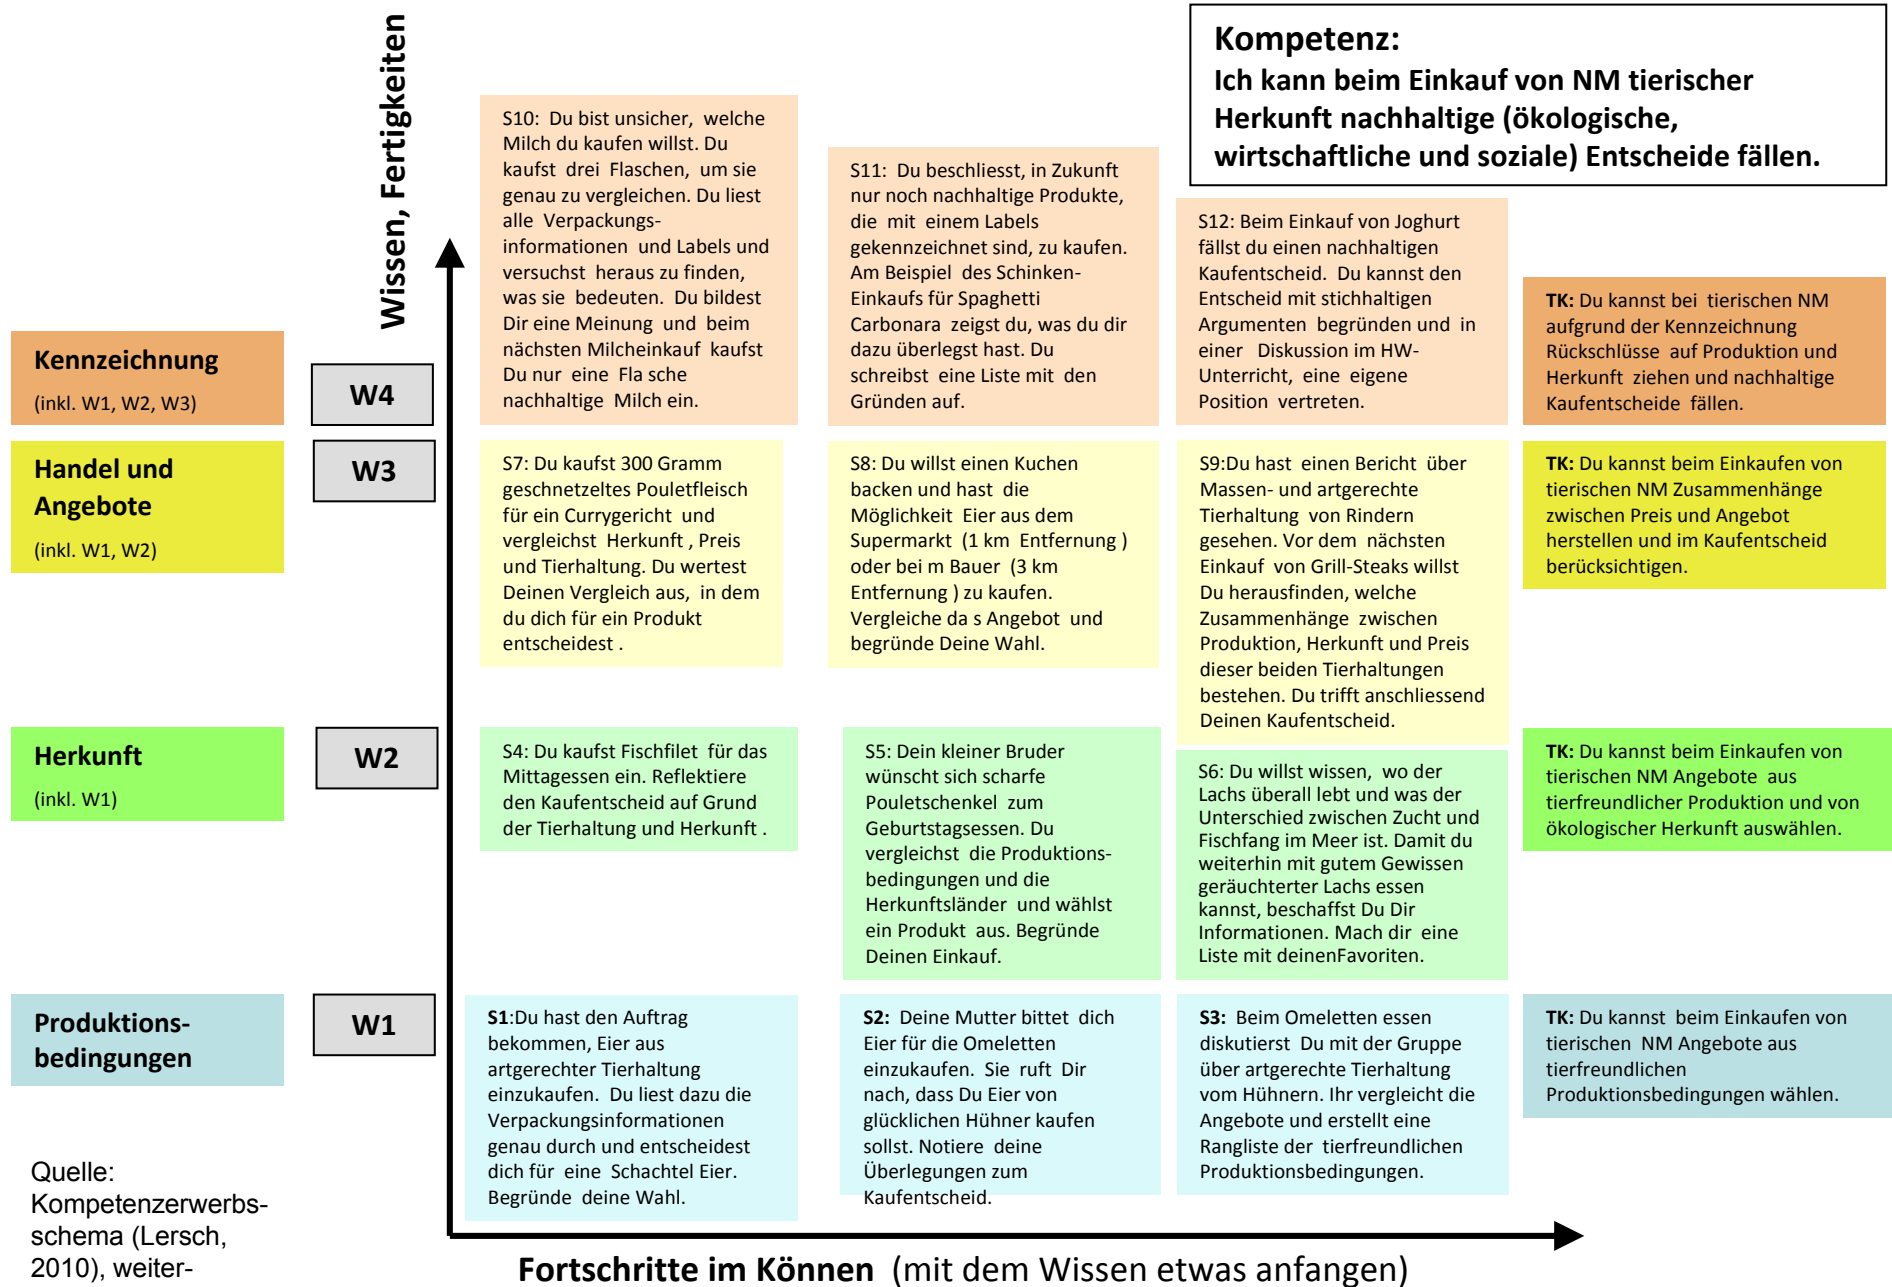 Wissen, Fertigkeiten
Kompetenz:
Ich kann beim Einkauf von NM tierischer
Herkunft nachhaltige (ökologische,
wirtschaftliche und soziale) Entscheide fällen.
Kennzeichnung
(inkl. W1, W2, W3)
W4
S10: Du bist unsicher, welche
Milch du kaufen willst. Du
kaufst drei Flaschen, um sie
genau zu vergleichen. Du liest
alle Verpackungs-
informationen und Labels und
versuchst heraus zu finden,
was sie bedeuten. Du bildest
Dir eine Meinung und beim
nächsten Milcheinkauf kaufst
Du nur eine Fla sche
nachhaltige Milch ein.
S11: Du beschliesst, in Zukunft
nur noch nachhaltige Produkte,
die mit einem Labels
gekennzeichnet sind, zu kaufen.
Am Beispiel des Schinken-
Einkaufs für Spaghetti
Carbonara zeigst du, was du dir
dazu überlegst hast. Du
schreibst eine Liste mit den
Gründen auf.
S12: Beim Einkauf von Joghurt
fällst du einen nachhaltigen
Kaufentscheid. Du kannst den
Entscheid mit stichhaltigen
Argumenten begründen und in
einer Diskussion im HW-
Unterricht, eine eigene
Position vertreten.
TK: Du kannst bei tierischen NM
aufgrund der Kennzeichnung
Rückschlüsse auf Produktion und
Herkunft ziehen und nachhaltige
Kaufentscheide fällen.
Handel und
Angebote
(inkl. W1, W2)
W3
S7: Du kaufst 300 Gramm
geschnetzeltes Pouletfleisch
für ein Currygericht und
vergleichst Herkunft , Preis
und Tierhaltung. Du wertest
Deinen Vergleich aus, in dem
du dich für ein Produkt
entscheidest .
S8: Du willst einen Kuchen
backen und hast die
Möglichkeit Eier aus dem
Supermarkt (1 km Entfernung )
oder bei m Bauer (3 km
Entfernung ) zu kaufen.
Vergleiche da s Angebot und
begründe Deine Wahl.
S9:Du hast einen Bericht über
Massen- und artgerechte
Tierhaltung von Rindern
gesehen. Vor dem nächsten
Einkauf von Grill-Steaks willst
Du herausfinden, welche
Zusammenhänge zwischen
Produktion, Herkunft und Preis
dieser beiden Tierhaltungen
bestehen. Du trifft anschliessend
Deinen Kaufentscheid.
TK: Du kannst beim Einkaufen von
tierischen NM Zusammenhänge
zwischen Preis und Angebot
herstellen und im Kaufentscheid
berücksichtigen.
Herkunft
(inkl. W1)
W2
S4: Du kaufst Fischfilet für das
Mittagessen ein. Reflektiere
den Kaufentscheid auf Grund
der Tierhaltung und Herkunft .
S5: Dein kleiner Bruder
wünscht sich scharfe
Pouletschenkel zum
Geburtstagsessen. Du
vergleichst die Produktions-
bedingungen und die
Herkunftsländer und wählst
ein Produkt aus. Begründe
Deinen Einkauf.
S6: Du willst wissen, wo der
Lachs überall lebt und was der
Unterschied zwischen Zucht und
Fischfang im Meer ist. Damit du
weiterhin mit gutem Gewissen
geräuchterter Lachs essen
kannst, beschaffst Du Dir
Informationen. Mach dir eine
Liste mit deinenFavoriten.
TK: Du kannst beim Einkaufen von
tierischen NM Angebote aus
tierfreundlicher Produktion und von
ökologischer Herkunft auswählen.
Produktions-
bedingungen
W1
S1:Du hast den Auftrag
bekommen, Eier aus
artgerechter Tierhaltung
einzukaufen. Du liest dazu die
Verpackungsinformationen
genau durch und entscheidest
dich für eine Schachtel Eier.
Begründe deine Wahl.
S2: Deine Mutter bittet dich
Eier für die Omeletten
einzukaufen. Sie ruft Dir
nach, dass Du Eier von
glücklichen Hühner kaufen
sollst. Notiere deine
Überlegungen zum
Kaufentscheid.
S3: Beim Omeletten essen
diskutierst Du mit der Gruppe
über artgerechte Tierhaltung
vom Hühnern. Ihr vergleicht die
Angebote und erstellt eine
Rangliste der tierfreundlichen
Produktionsbedingungen.
TK: Du kannst beim Einkaufen von
tierischen NM Angebote aus
tierfreundlichen
Produktionsbedingungen wählen.
Quelle:
Kompetenzerwerbs-
schema (Lersch,
2010), weiter-
Fortschritte im Können (mit dem Wissen etwas anfangen)